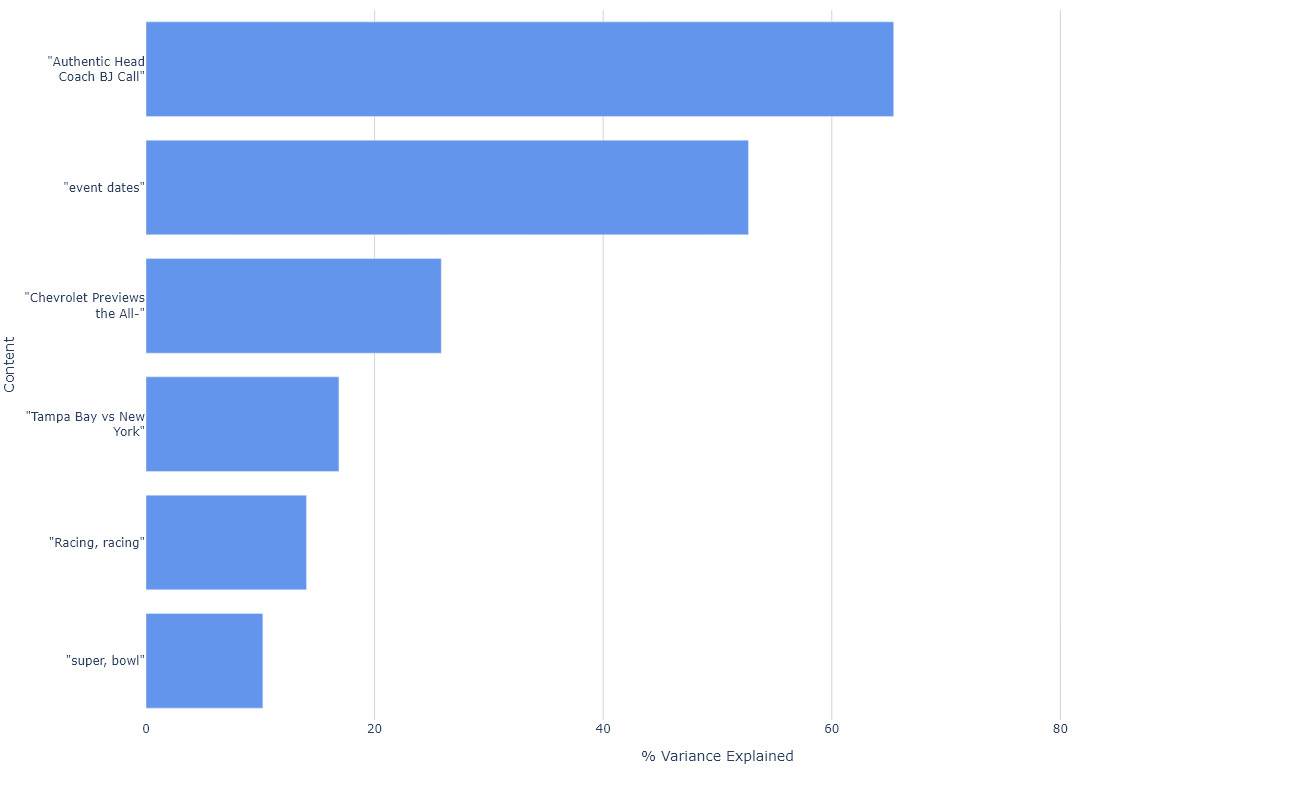 "Authentic Head
Coach BJ Call"
"event dates"
"Chevrolet Previews
the All-"
Content
"Tampa Bay vs New
York"
"Racing, racing"
"super, bowl"
0 20 40 60 80
% Variance Explained